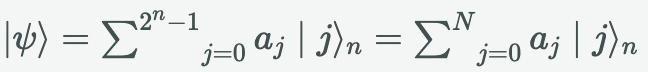 |ψ⟩ = ∑^{2^n−1}_{j=0} a_j | j⟩_n = ∑^N_{j=0} a_j | j⟩_n